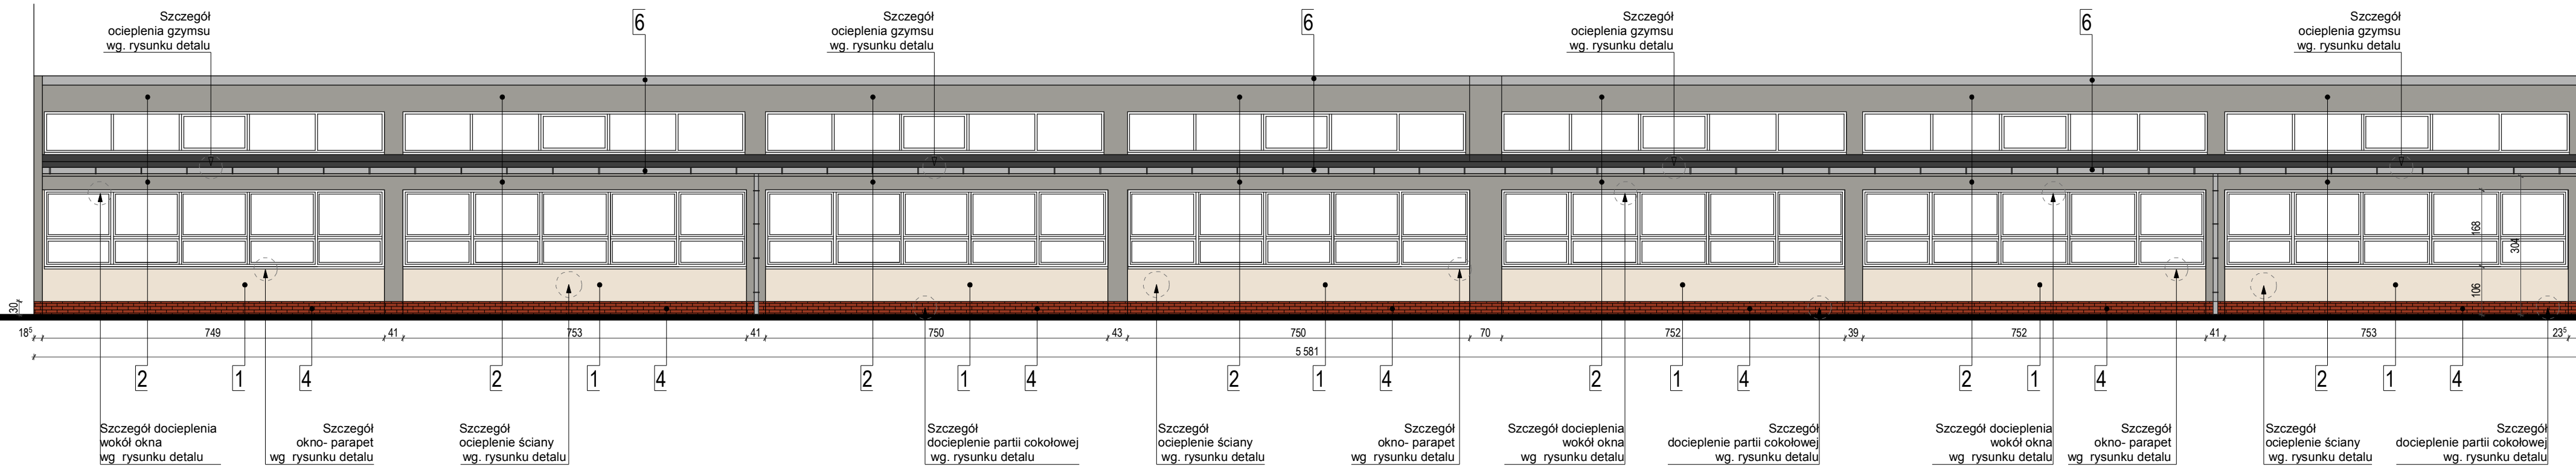 Szczegół
ocieplenia gzymsu
wg. rysunku detalu
6
Szczegół
ocieplenia gzymsu
wg. rysunku detalu
6
Szczegół
ocieplenia gzymsu
wg. rysunku detalu
6
Szczegół
ocieplenia gzymsu
wg. rysunku detalu
168
304
106
30
18⁵ 749 41 753 41 750 43 750 70 752 39 752 41 753 23⁵
5 581
2 1 4 2 1 4 2 1 4 2 1 4 2 1 4 2 1 4 2 1 4
Szczegół docieplenia
wokół okna
wg rysunku detalu
Szczegół
okno- parapet
wg rysunku detalu
Szczegół
ocieplenie ściany
wg. rysunku detalu
Szczegół
docieplenie partii cokołowej
wg. rysunku detalu
Szczegół
ocieplenie ściany
wg. rysunku detalu
Szczegół
okno- parapet
wg rysunku detalu
Szczegół docieplenia
wokół okna
wg rysunku detalu
Szczegół
docieplenie partii cokołowej
wg. rysunku detalu
Szczegół docieplenia
wokół okna
wg rysunku detalu
Szczegół
okno- parapet
wg rysunku detalu
Szczegół
ocieplenie ściany
wg. rysunku detalu
Szczegół
docieplenie partii cokołowej
wg. rysunku detalu